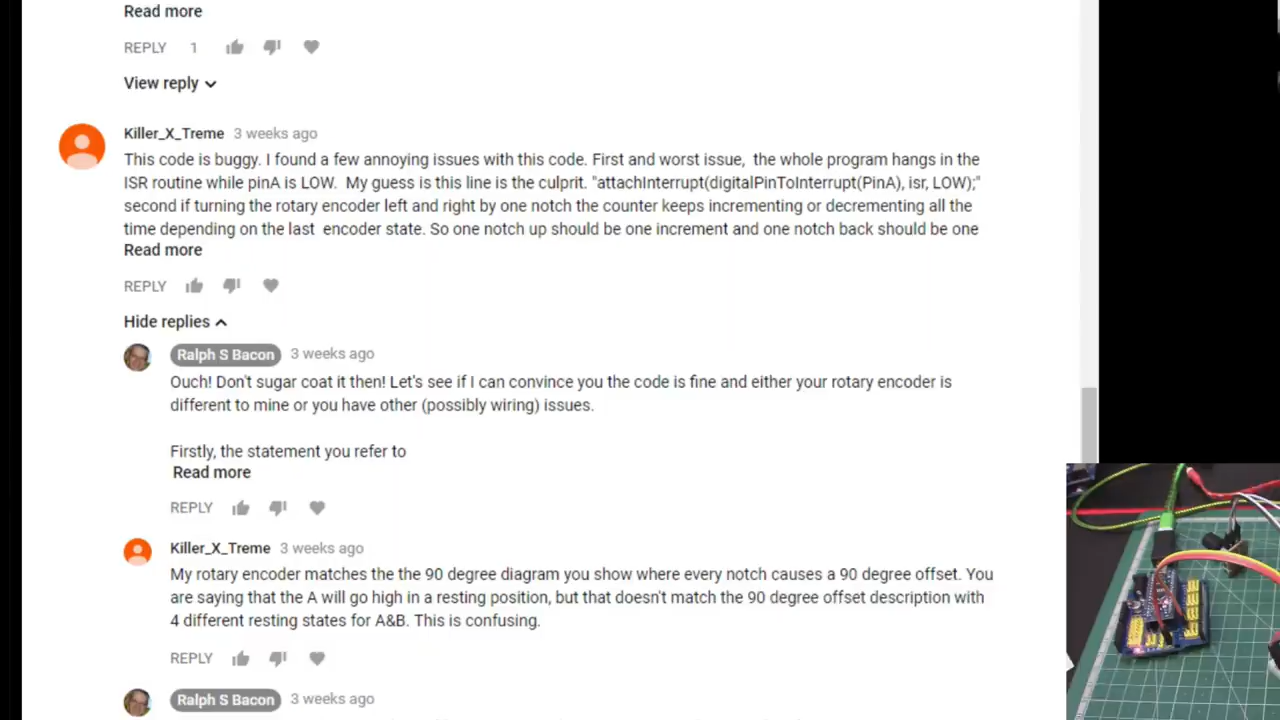 Read more
REPLY 1
View reply
Killer_X_Treme 3 weeks ago
This code is buggy. I found a few annoying issues with this code. First and worst issue, the whole program hangs in the
ISR routine while pinA is LOW. My guess is this line is the culprit. "attachInterrupt(digitalPinToInterrupt(PinA), isr, LOW);"
second if turning the rotary encoder left and right by one notch the counter keeps incrementing or decrementing all the
time depending on the last encoder state. So one notch up should be one increment and one notch back should be one
Read more
REPLY
Hide replies
Ralph S Bacon 3 weeks ago
Ouch! Don't sugar coat it then! Let's see if I can convince you the code is fine and either your rotary encoder is
different to mine or you have other (possibly wiring) issues.
Firstly, the statement you refer to
Read more
REPLY
Killer_X_Treme 3 weeks ago
My rotary encoder matches the the 90 degree diagram you show where every notch causes a 90 degree offset. You
are saying that the A will go high in a resting position, but that doesn't match the 90 degree offset description with
4 different resting states for A&B. This is confusing.
REPLY
Ralph S Bacon 3 weeks ago